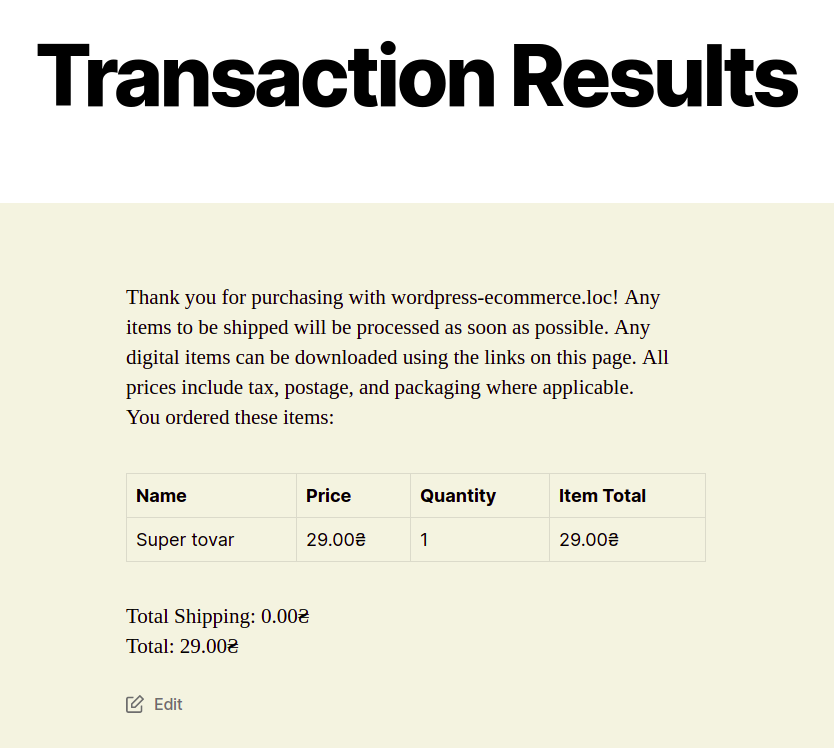 Transaction Results
Thank you for purchasing with wordpress-ecommerce.loc! Any
items to be shipped will be processed as soon as possible. Any
digital items can be downloaded using the links on this page. All
prices include tax, postage, and packaging where applicable.
You ordered these items:
Name Price Quantity Item Total
Super tovar 29.00₴ 1 29.00₴
Total Shipping: 0.00₴
Total: 29.00₴
Edit